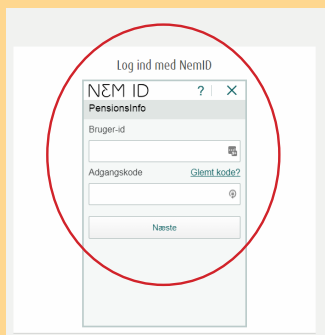 Log ind med NemID
NEM ID ? X
PensionsInfo
Bruger-id
Adgangskode Glemt kode?
Næste